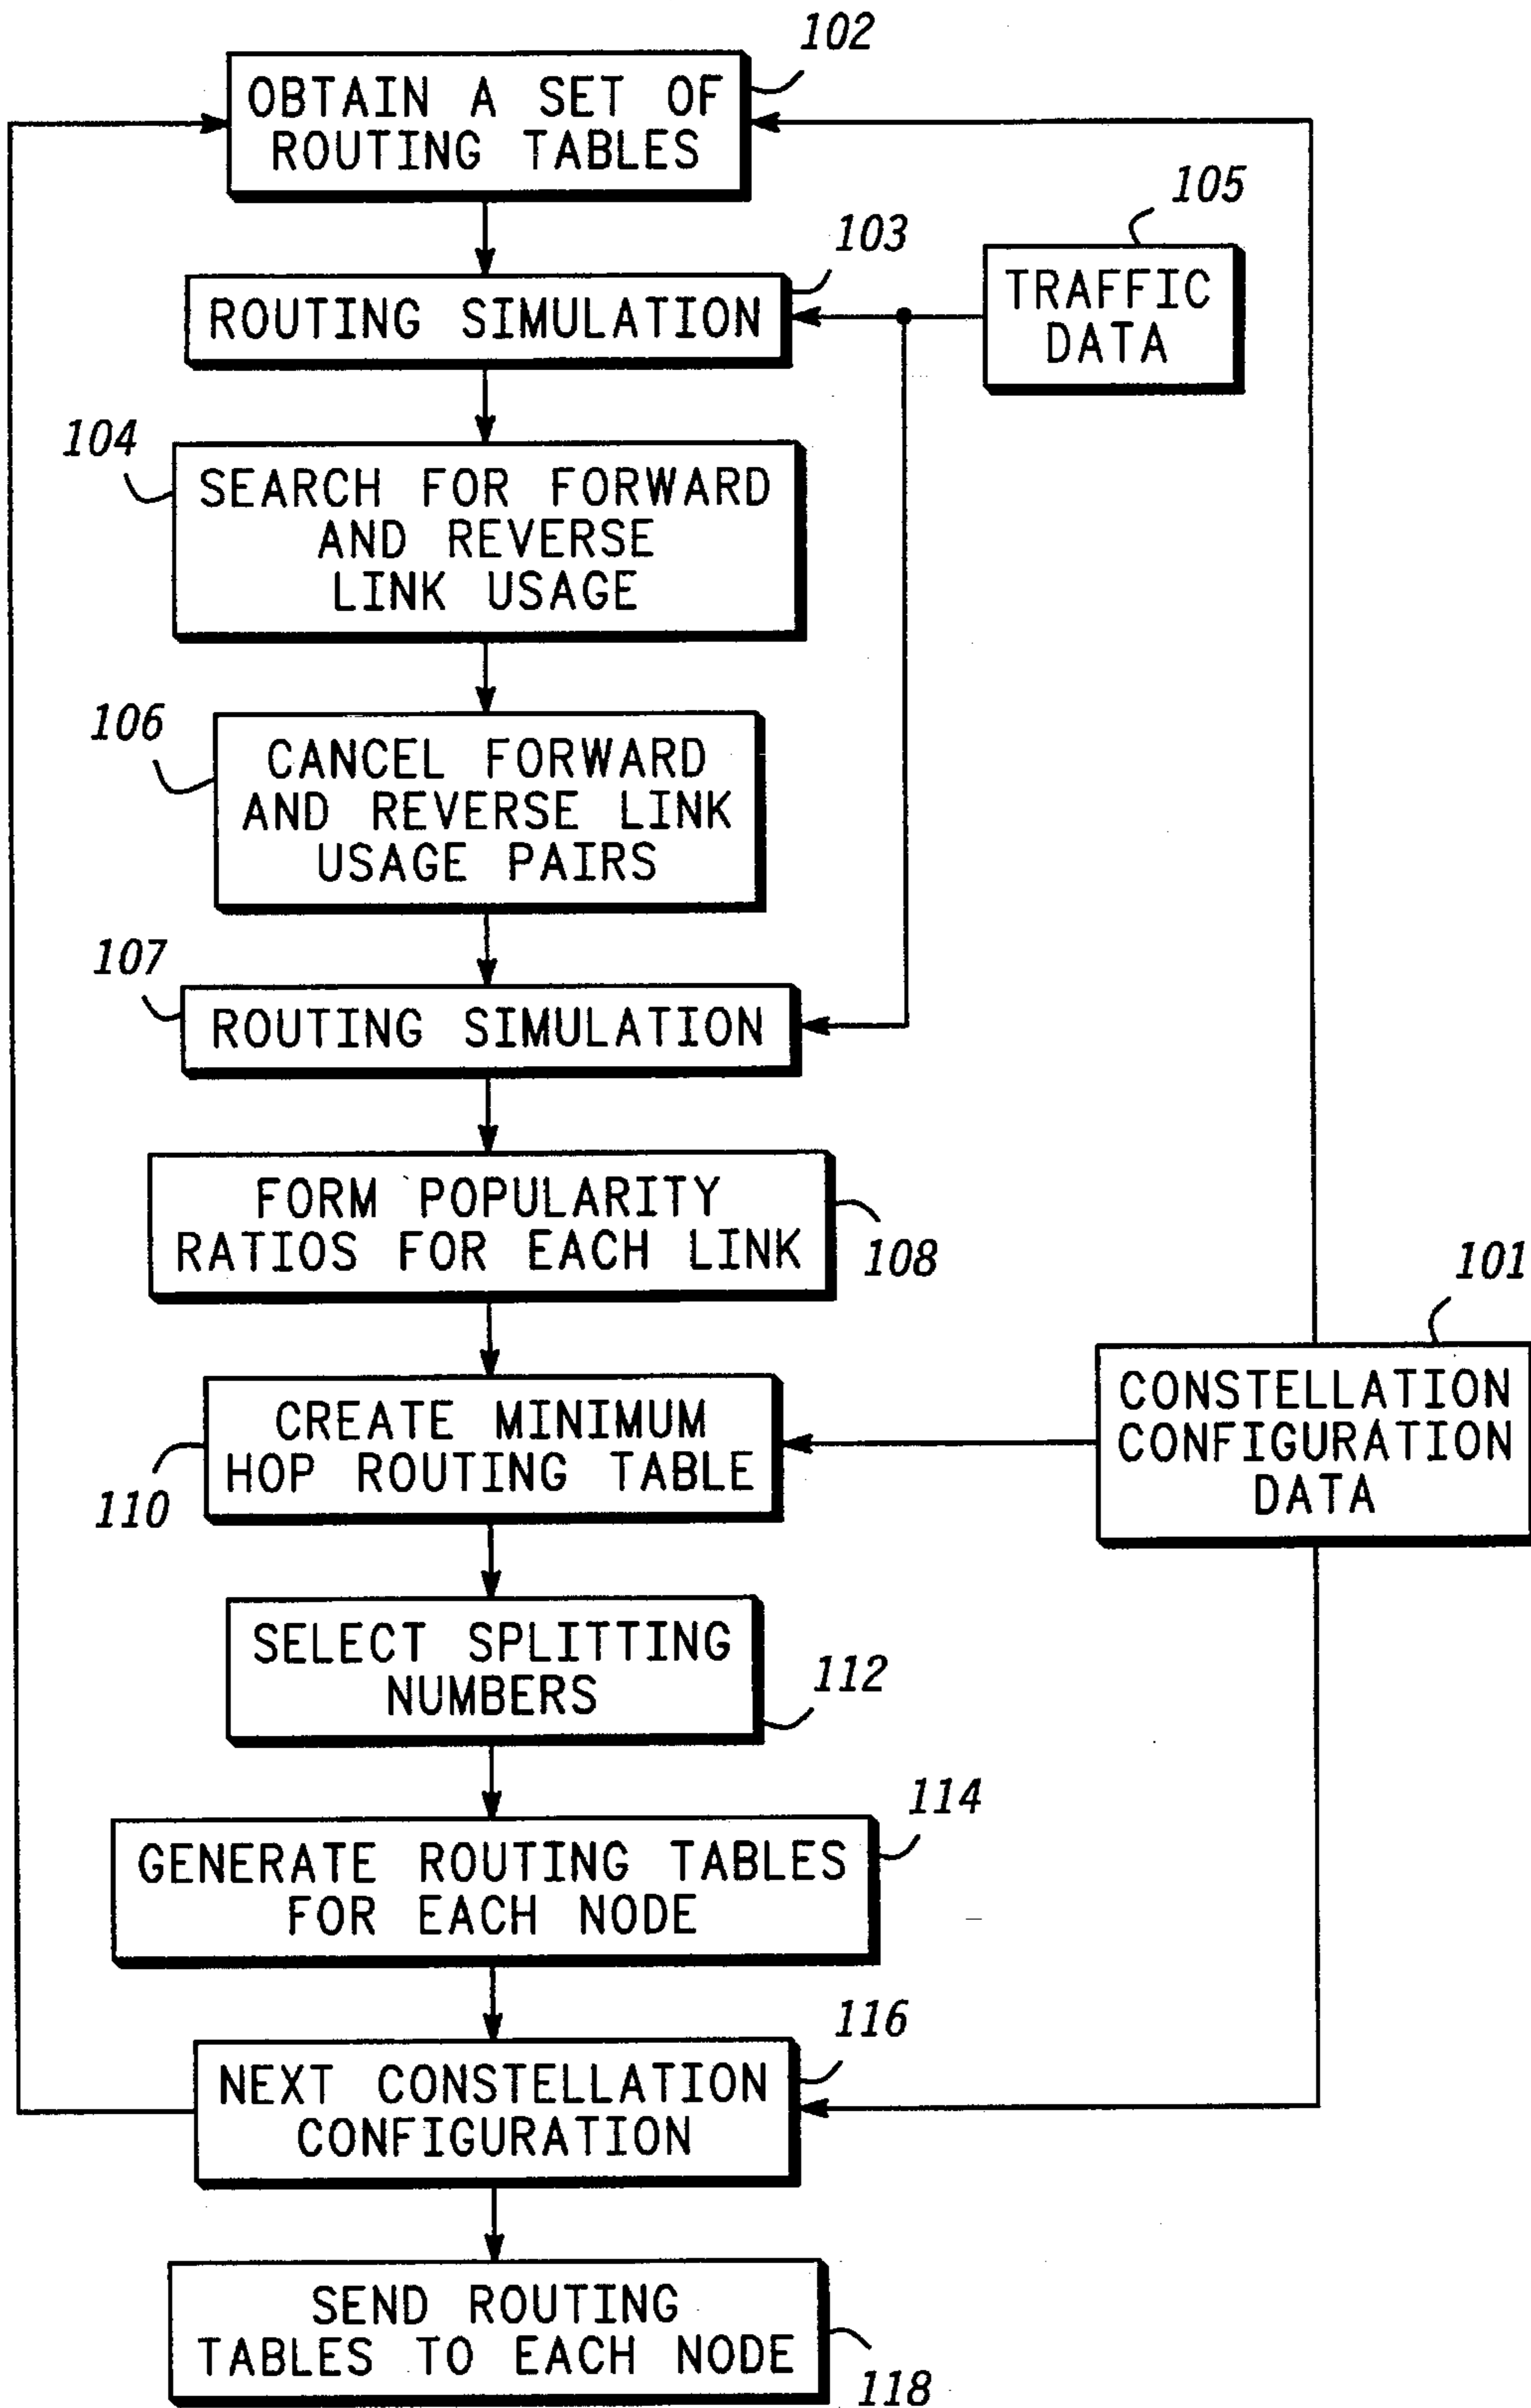 102
OBTAIN A SET OF
ROUTING TABLES
105
TRAFFIC
DATA
103
ROUTING SIMULATION
104
SEARCH FOR FORWARD
AND REVERSE
LINK USAGE
106
CANCEL FORWARD
AND REVERSE LINK
USAGE PAIRS
107
ROUTING SIMULATION
FORM POPULARITY
RATIOS FOR EACH LINK
108
101
CONSTELLATION
CONFIGURATION
DATA
CREATE MINIMUM
HOP ROUTING TABLE
110
SELECT SPLITTING
NUMBERS
112
114
GENERATE ROUTING TABLES
FOR EACH NODE
116
NEXT CONSTELLATION
CONFIGURATION
SEND ROUTING
TABLES TO EACH NODE
118